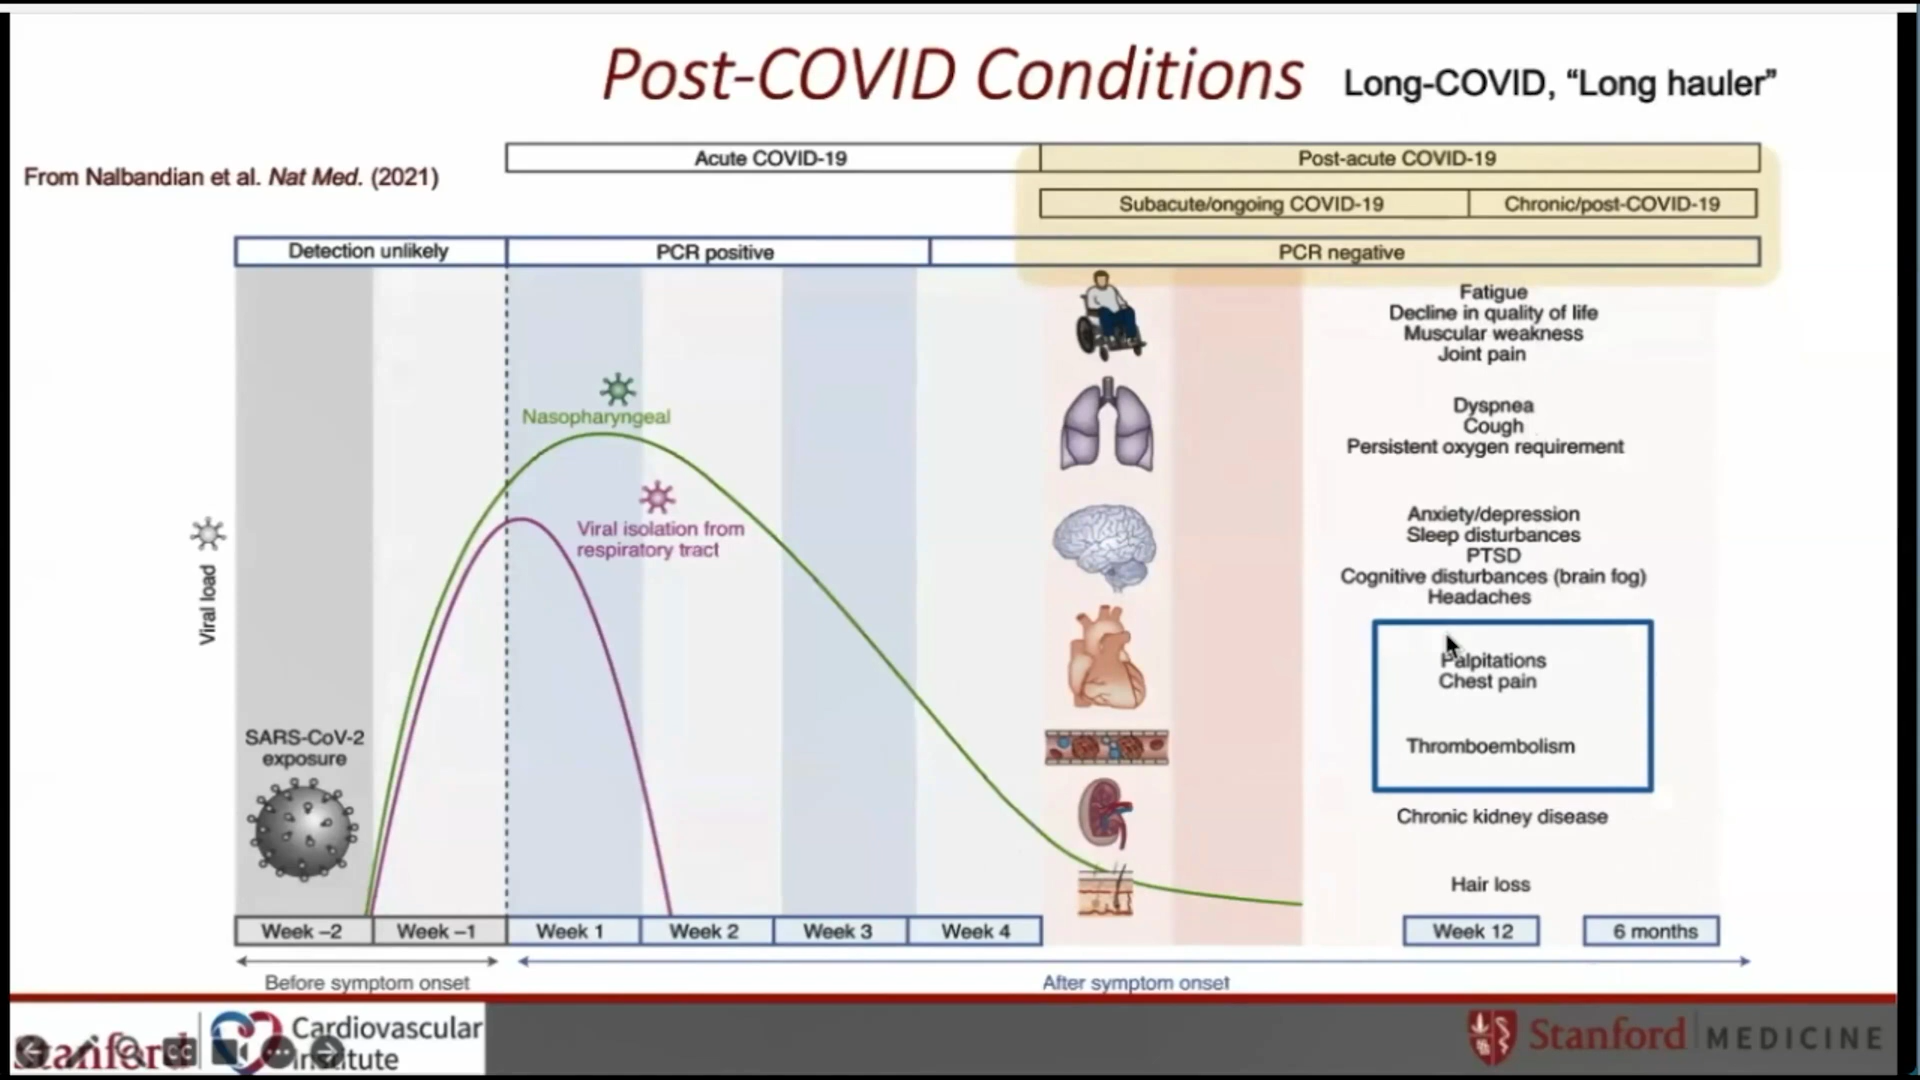 Post-COVID Conditions
Long-COVID, “Long hauler”
From Nalbandian et al. Nat Med. (2021)
Acute COVID-19
Post-acute COVID-19
Subacute/ongoing COVID-19
Chronic/post-COVID-19
Detection unlikely
PCR positive
PCR negative
Fatigue
Decline in quality of life
Muscular weakness
Joint pain
Nasopharyngeal
Dyspnea
Cough
Persistent oxygen requirement
Viral isolation from
respiratory tract
Viral load
Anxiety/depression
Sleep disturbances
PTSD
Cognitive disturbances (brain fog)
Headaches
Palpitations
Chest pain
Thromboembolism
SARS-CoV-2
exposure
Chronic kidney disease
Hair loss
Week –2
Week –1
Week 1
Week 2
Week 3
Week 4
Week 12
6 months
Before symptom onset
After symptom onset
Stanford
Cardiovascular
Institute
CC
Stanford MEDICINE